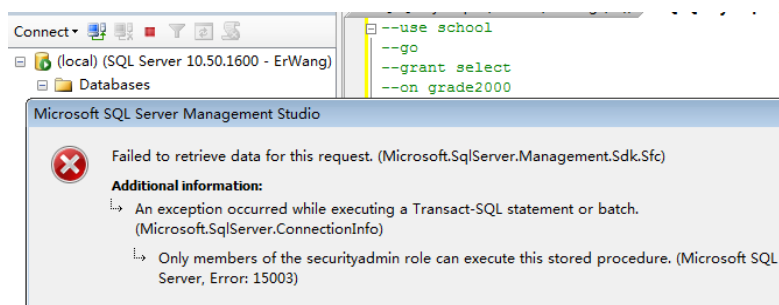 Connect
(local) (SQL Server 10.50.1600 - ErWang)
Databases
--use school
--go
--grant select
--on grade2000
Microsoft SQL Server Management Studio
Failed to retrieve data for this request. (Microsoft.SqlServer.Management.Sdk.Sfc)
Additional information:
An exception occurred while executing a Transact-SQL statement or batch.
(Microsoft.SqlServer.ConnectionInfo)
Only members of the securityadmin role can execute this stored procedure. (Microsoft SQL
Server, Error: 15003)